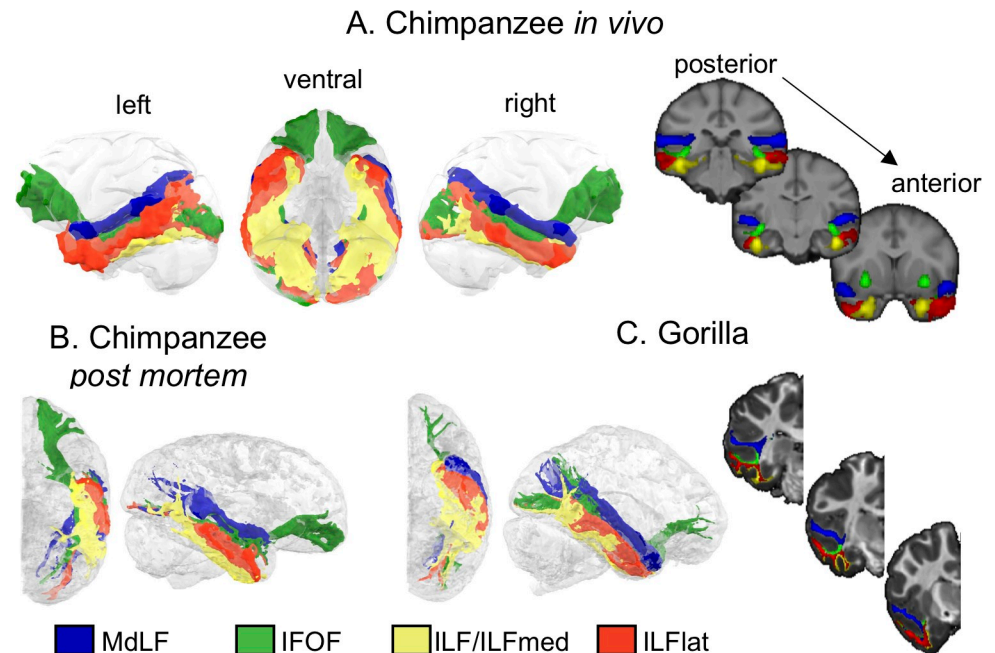 A. Chimpanzee in vivo
left
ventral
right
posterior
anterior
B. Chimpanzee
post mortem
C. Gorilla
MdLF
IFOF
ILF/ILFmed
ILFlat